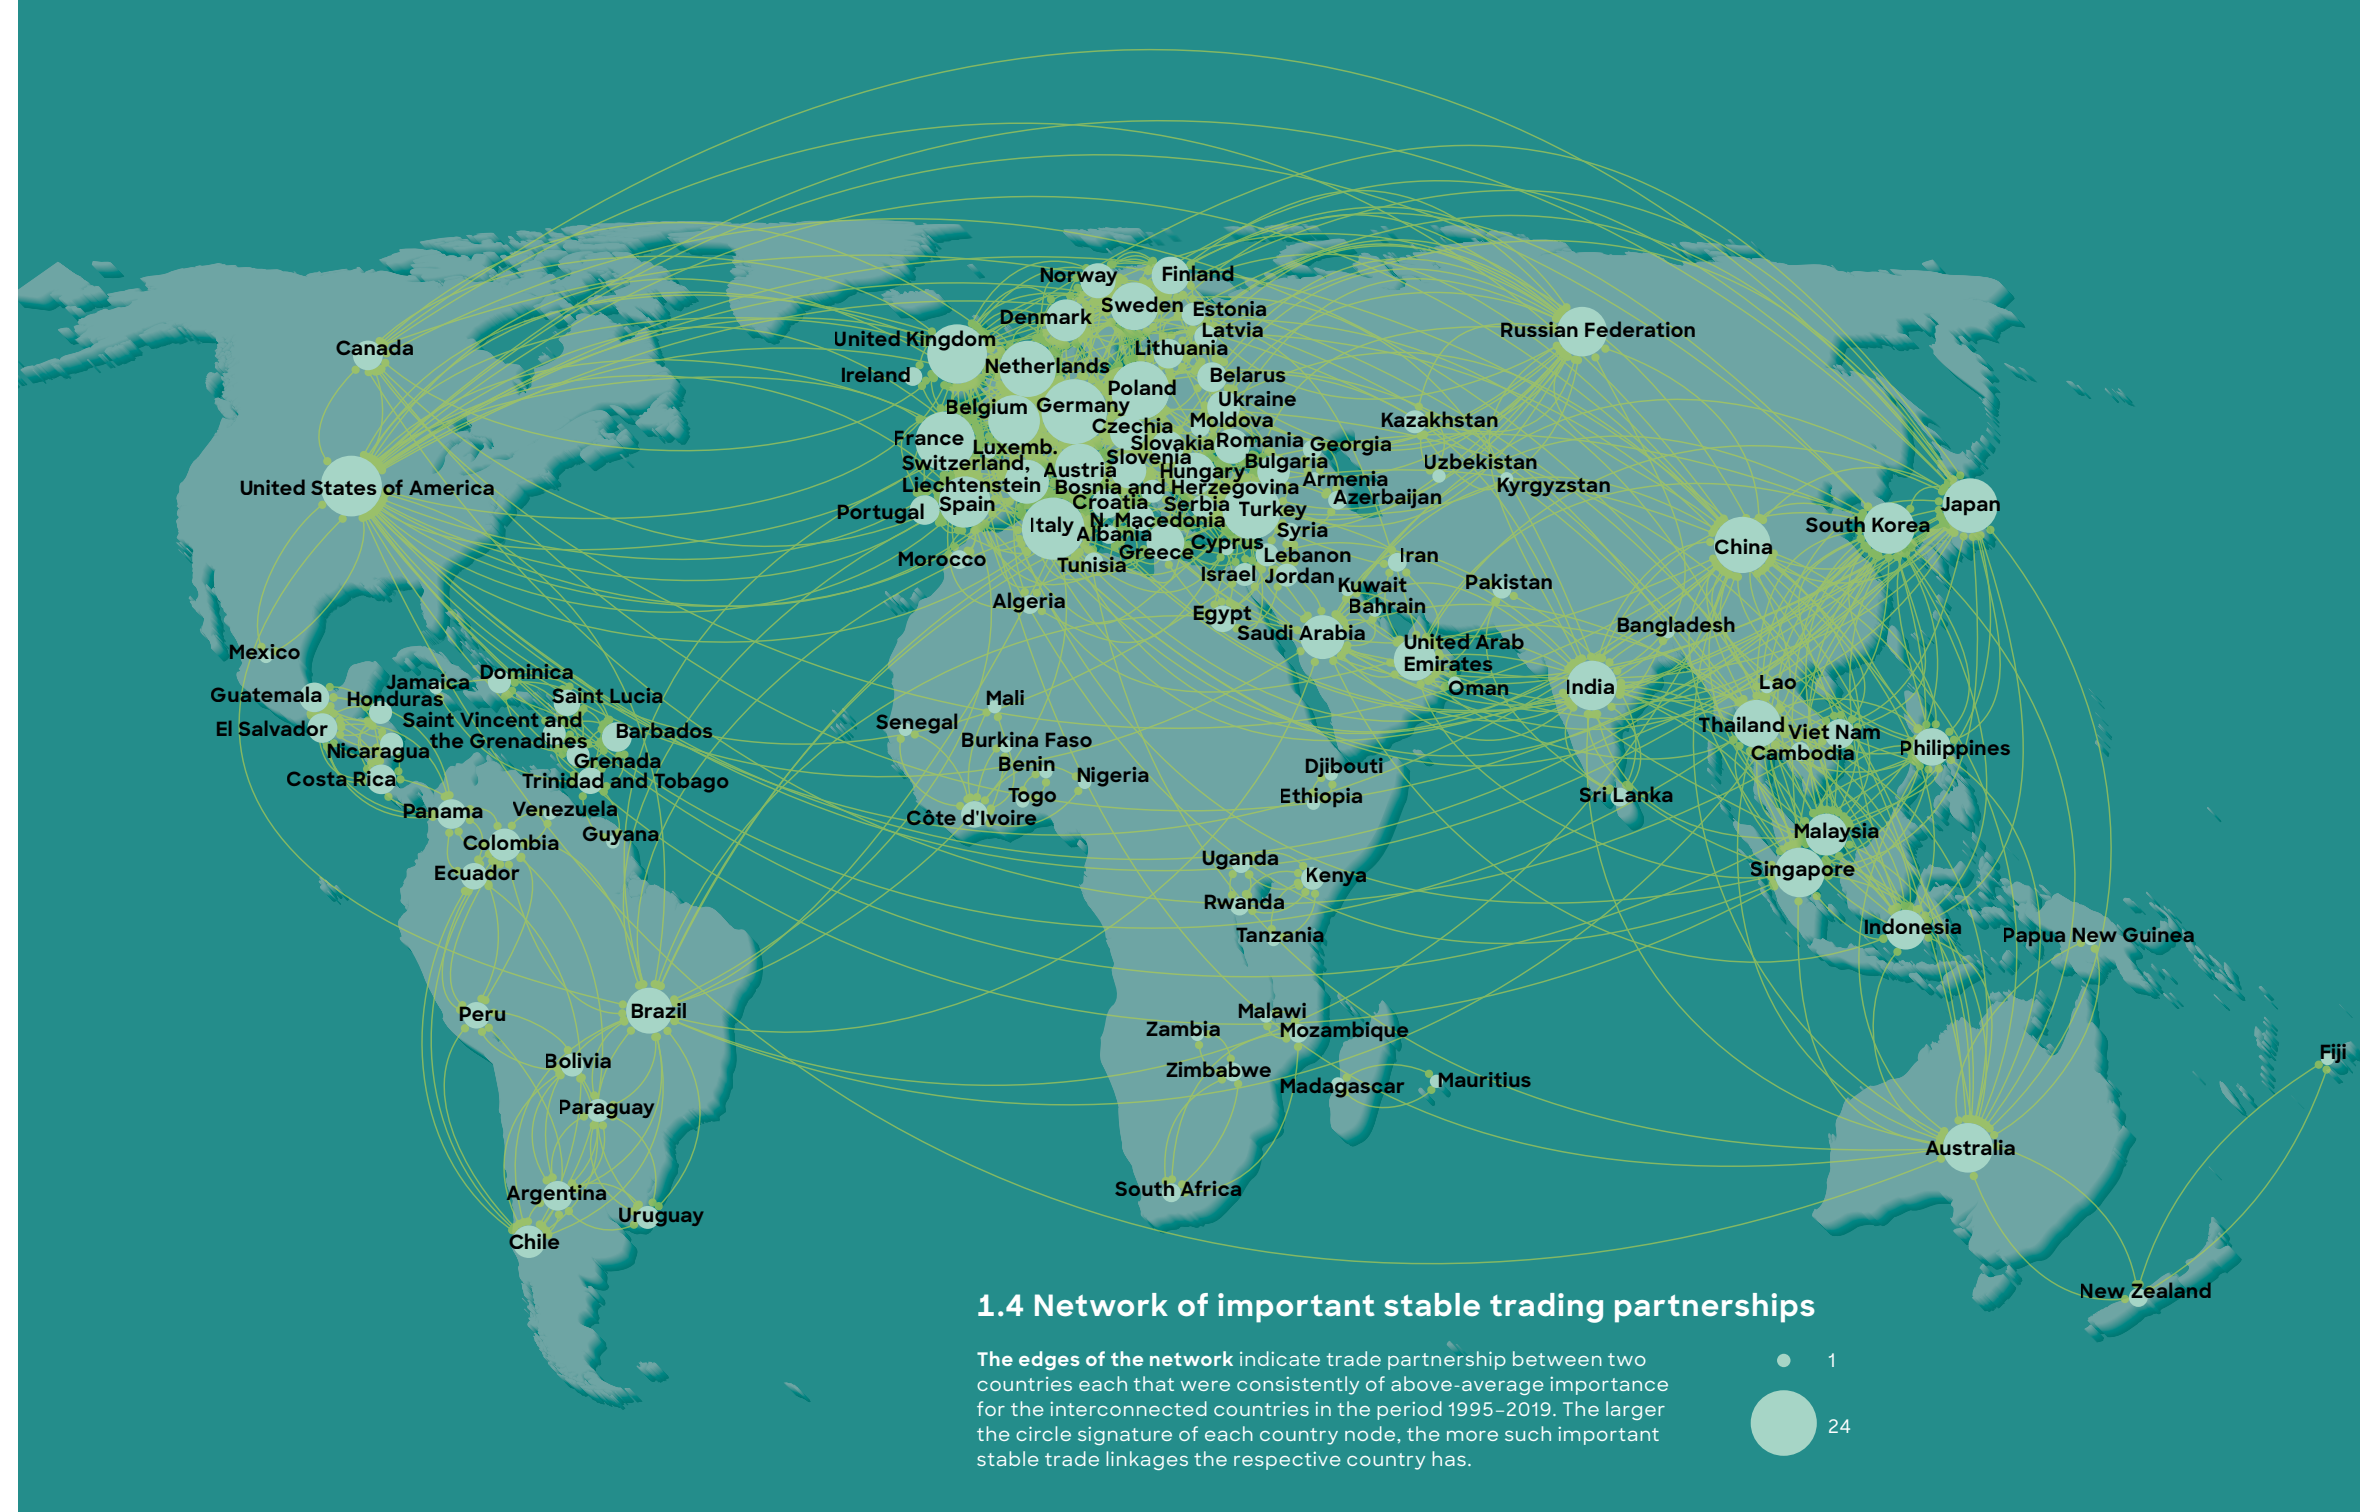 Norway
Finland
Sweden
Estonia
Denmark
Latvia
United Kingdom
Lithuania
Russian Federation
Canada
Netherlands
Ireland
Poland
Belarus
Belgium
Germany
Ukraine
Czechia
Moldova
Kazakhstan
France
Luxemb.
Slovakia
Romania
Georgia
Switzerland,
Liechtenstein
Austria
Slovenia
Hungary
Bulgaria
Uzbekistan
United States of America
Bosnia and Herzegovina
Armenia
Kyrgyzstan
Azerbaijan
Portugal
Spain
Croatia
Serbia
Turkey
Japan
Italy
N. Macedonia
Albania
Syria
South Korea
Greece
Cyprus
Lebanon
Iran
China
Morocco
Tunisia
Israel
Jordan
Kuwait
Pakistan
Algeria
Egypt
Bahrain
Saudi Arabia
Bangladesh
United Arab
Emirates
Mexico
Dominica
Jamaica
Oman
India
Lao
Guatemala
Honduras
Saint Lucia
Mali
El Salvador
Saint Vincent and
the Grenadines
Barbados
Senegal
Thailand
Viet Nam
Nicaragua
Grenada
Burkina Faso
Cambodia
Philippines
Costa Rica
Trinidad and Tobago
Benin
Nigeria
Djibouti
Panama
Venezuela
Togo
Ethiopia
Sri Lanka
Côte d'Ivoire
Colombia
Guyana
Malaysia
Ecuador
Uganda
Kenya
Singapore
Rwanda
Tanzania
Indonesia
Papua New Guinea
Peru
Brazil
Malawi
Zambia
Mozambique
Bolivia
Zimbabwe
Madagascar
Mauritius
Fiji
Paraguay
Australia
Argentina
South Africa
Uruguay
Chile
New Zealand
1.4 Network of important stable trading partnerships
The edges of the network indicate trade partnership between two
countries each that were consistently of above-average importance
for the interconnected countries in the period 1995–2019. The larger
the circle signature of each country node, the more such important
stable trade linkages the respective country has.
1
24